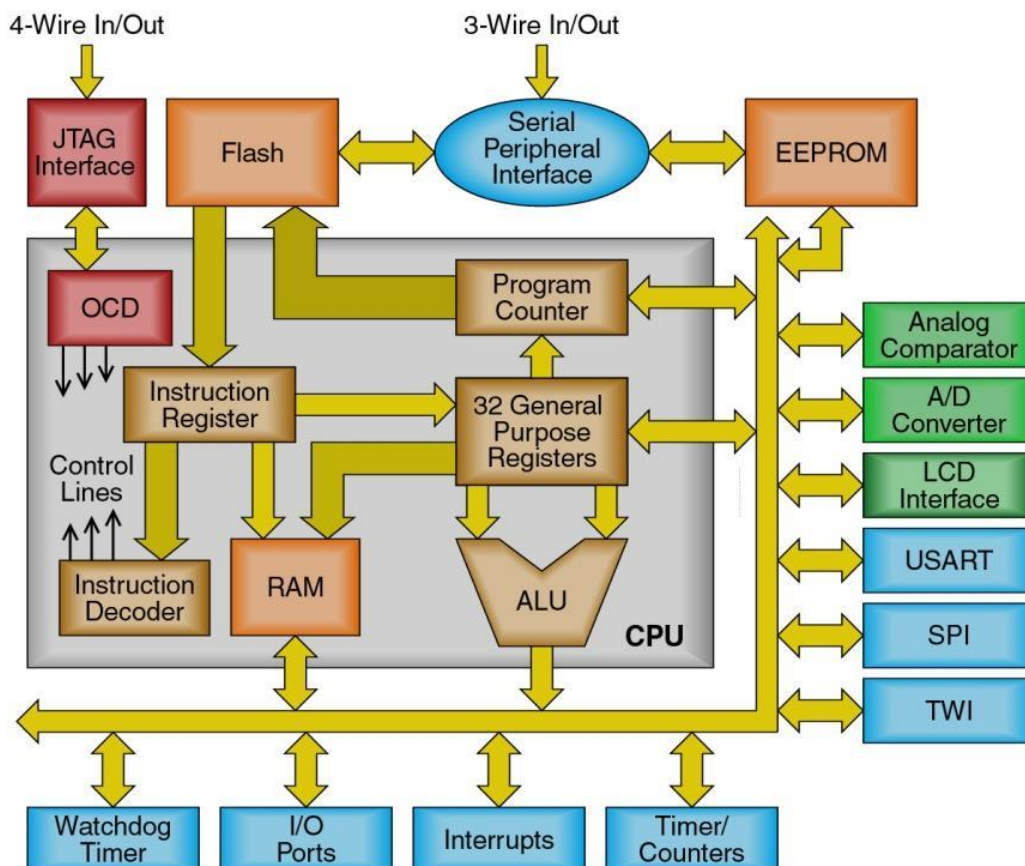 4-Wire In/Out
3-Wire In/Out
JTAG
Interface
Flash
Serial
Peripheral
Interface
EEPROM
OCD
Program
Counter
Analog
Comparator
Instruction
Register
32 General
Purpose
Registers
A/D
Converter
Control
Lines
LCD
Interface
Instruction
Decoder
RAM
ALU
USART
CPU
SPI
TWI
Watchdog
Timer
I/O
Ports
Interrupts
Timer/
Counters